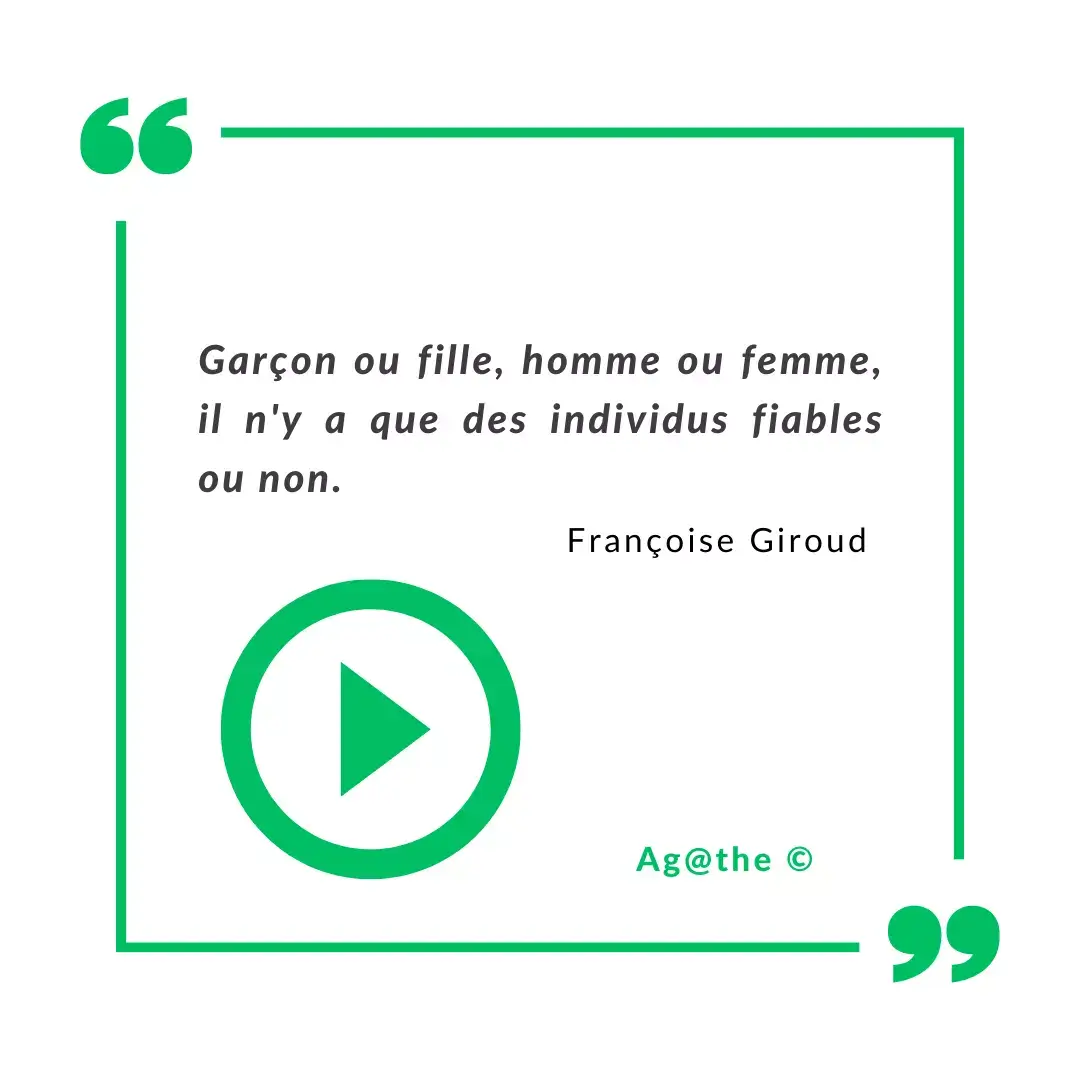 Garçon ou fille, homme ou femme,
il n'y a que des individus fiables
ou non.
Françoise Giroud
Ag@the ©